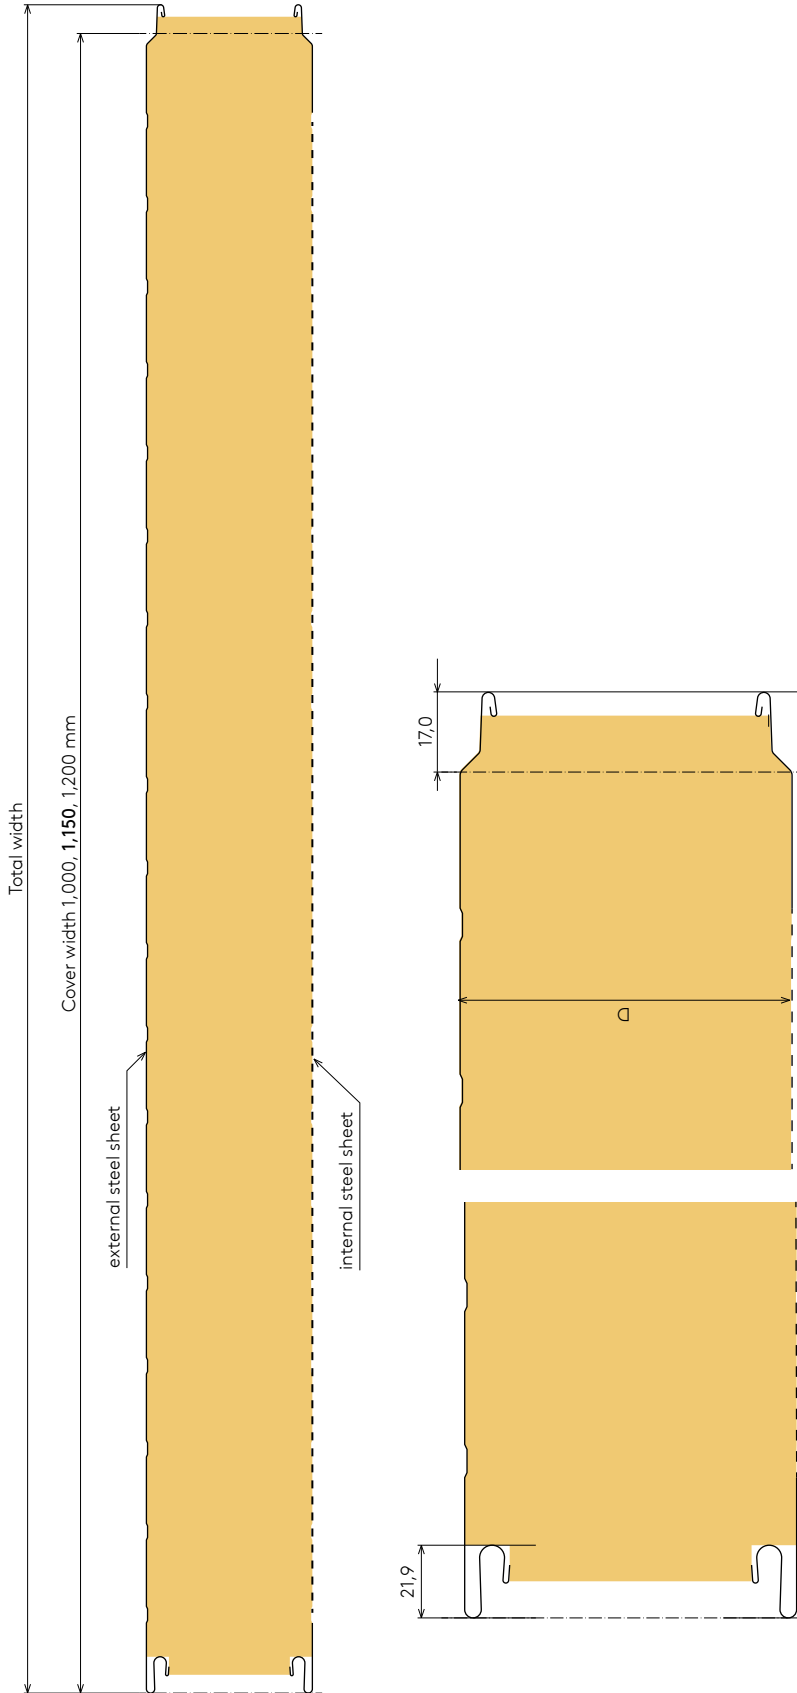 Total width
Cover width 1,000, 1,150, 1,200 mm
external steel sheet
internal steel sheet
17,0
D
21,9